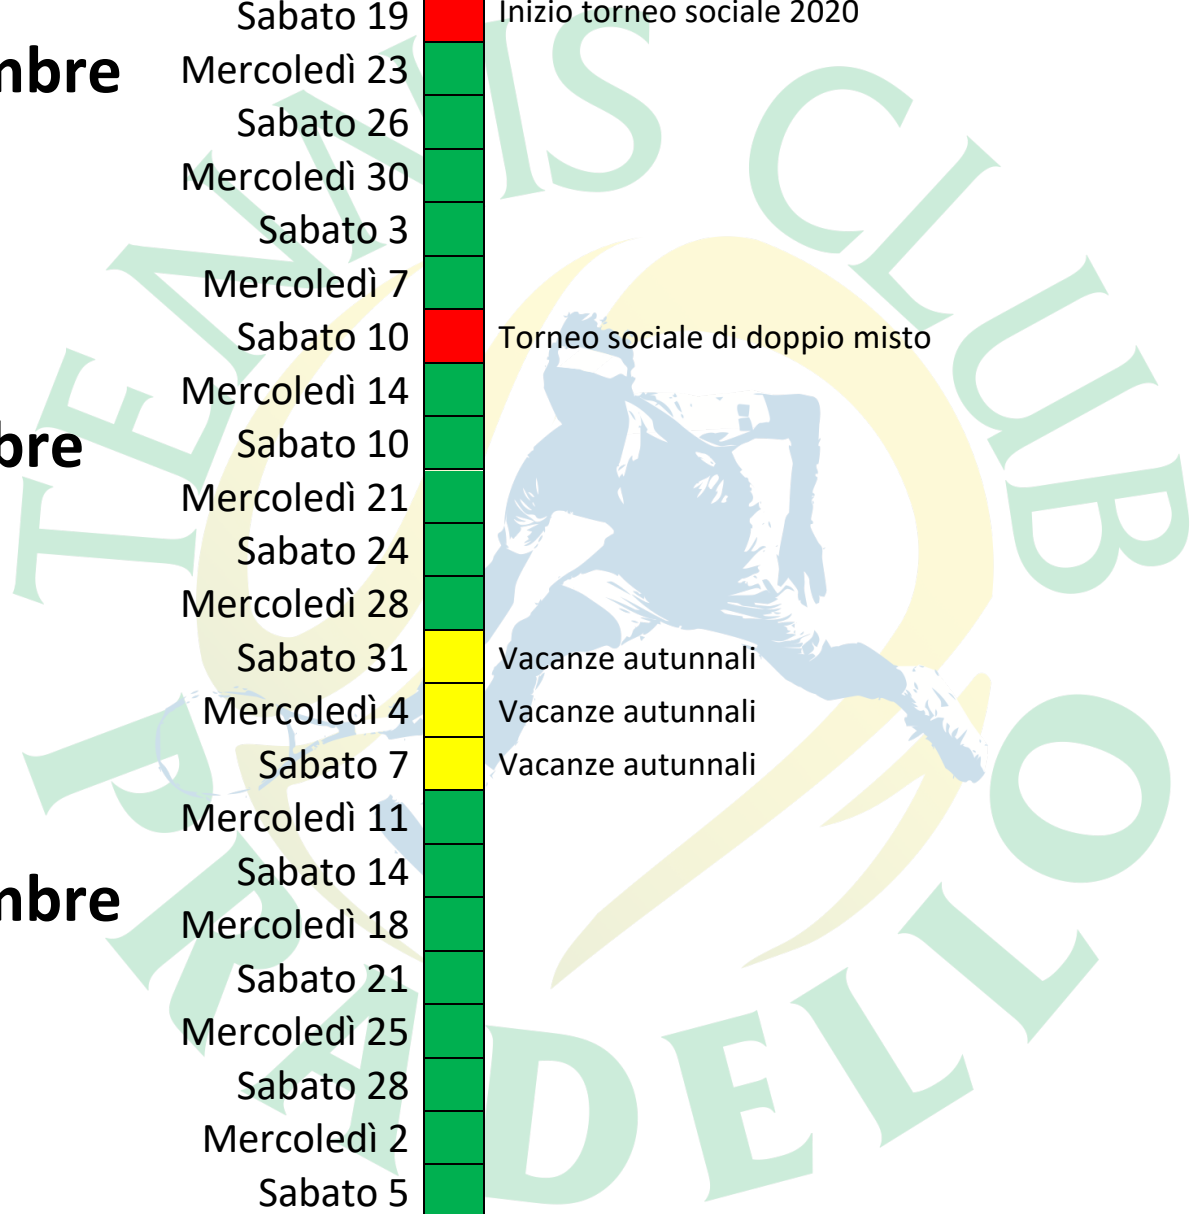 Sabato 19 Inizio torneo sociale 2020
mbre Mercoledì 23
Sabato 26
Mercoledì 30
Sabato 3
Mercoledì 7
Sabato 10 Torneo sociale di doppio misto
Mercoledì 14
bre Sabato 10
Mercoledì 21
Sabato 24
Mercoledì 28
Sabato 31 Vacanze autunnali
Mercoledì 4 Vacanze autunnali
Sabato 7 Vacanze autunnali
Mercoledì 11
Sabato 14
mbre Mercoledì 18
Sabato 21
Mercoledì 25
Sabato 28
Mercoledì 2
Sabato 5
TENNIS CLUB
PRADELLO